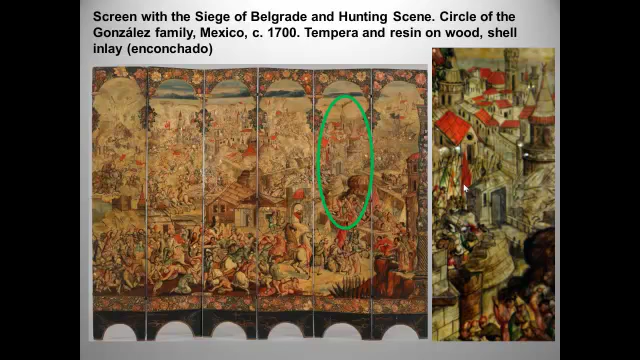 Screen with the Siege of Belgrade and Hunting Scene. Circle of the
González family, Mexico, c. 1700. Tempera and resin on wood, shell
inlay (enconchado)